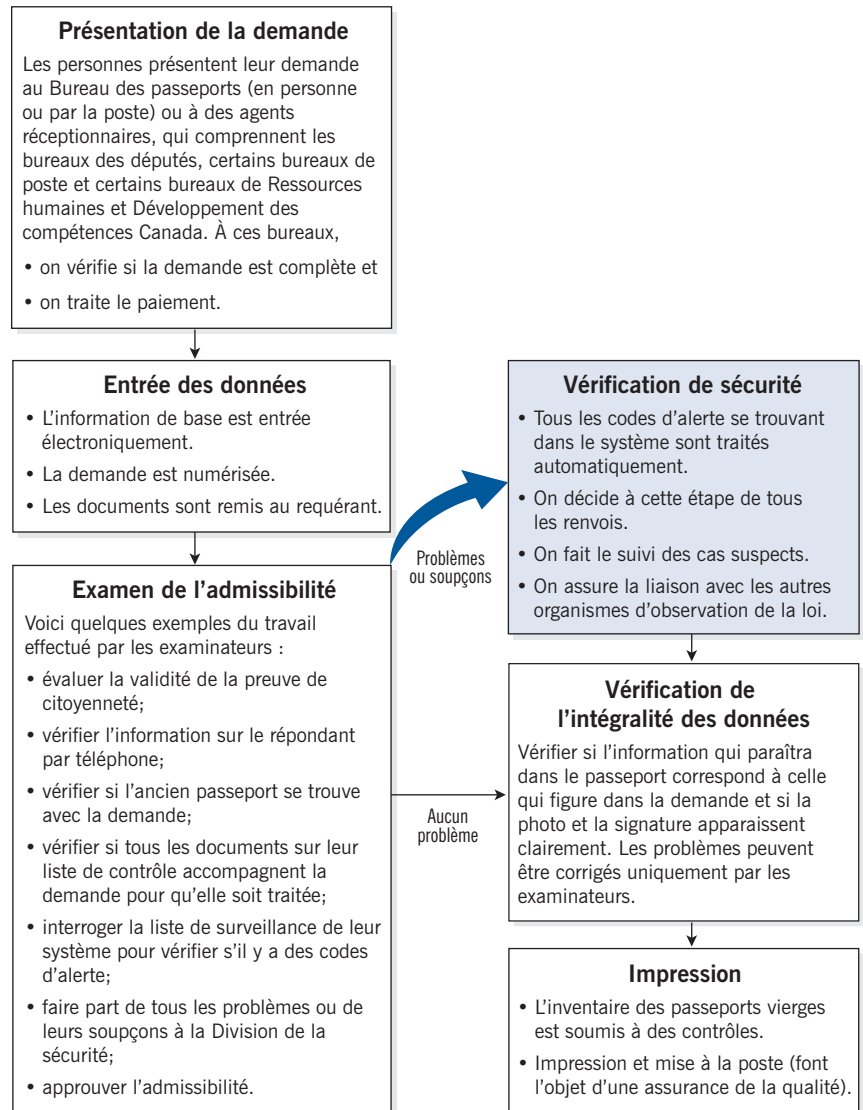 Présentation de la demande
Les personnes présentent leur demande
au Bureau des passeports (en personne
ou par la poste) ou à des agents
réceptionnaires, qui comprennent les
bureaux des députés, certains bureaux de
poste et certains bureaux de Ressources
humaines et Développement des
compétences Canada. À ces bureaux,
• on vérifie si la demande est complète et
• on traite le paiement.
Entrée des données
• L'information de base est entrée
électroniquement.
• La demande est numérisée.
• Les documents sont remis au requérant.
Examen de l'admissibilité
Voici quelques exemples du travail
effectué par les examinateurs :
• évaluer la validité de la preuve de
citoyenneté;
• vérifier l'information sur le répondant
par téléphone;
• vérifier si l'ancien passeport se trouve
avec la demande;
• vérifier si tous les documents sur leur
liste de contrôle accompagnent la
demande pour qu'elle soit traitée;
• interroger la liste de surveillance de leur
système pour vérifier s'il y a des codes
d'alerte;
• faire part de tous les problèmes ou de
leurs soupçons à la Division de la
sécurité;
• approuver l'admissibilité.
Problèmes
ou soupçons
Aucun
problème
Vérification de sécurité
• Tous les codes d'alerte se trouvant
dans le système sont traités
automatiquement.
• On décide à cette étape de tous
les renvois.
• On fait le suivi des cas suspects.
• On assure la liaison avec les autres
organismes d'observation de la loi.
Vérification de
l'intégralité des données
Vérifier si l'information qui paraîtra
dans le passeport correspond à celle
qui figure dans la demande et si la
photo et la signature apparaissent
clairement. Les problèmes peuvent
être corrigés uniquement par les
examinateurs.
Impression
• L'inventaire des passeports vierges
est soumis à des contrôles.
• Impression et mise à la poste (font
l'objet d'une assurance de la qualité).